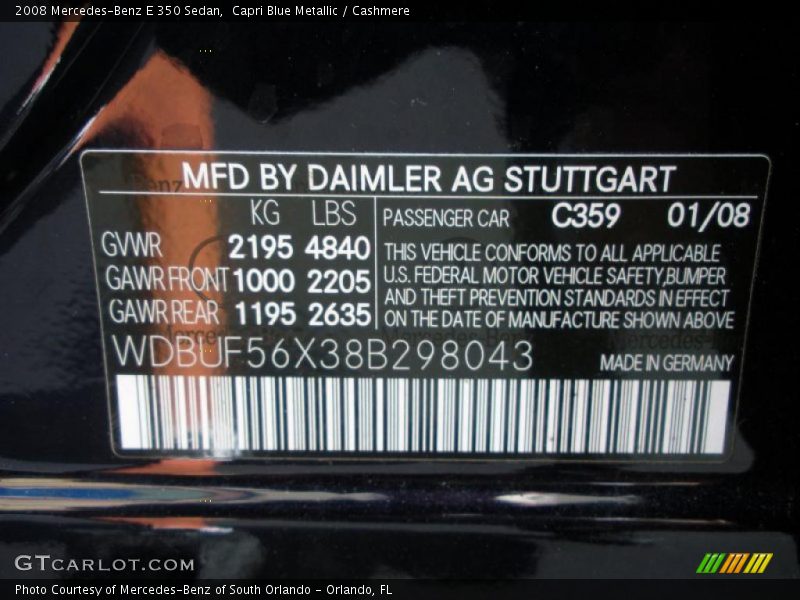 2008 Mercedes-Benz E 350 Sedan,  Capri Blue Metallic / Cashmere
MFD BY DAIMLER AG STUTTGART
KG LBS
GVWR 2195 4840
GAWR FRONT 1000 2205
GAWR REAR 1195 2635
PASSENGER CAR C359 01/08
THIS VEHICLE CONFORMS TO ALL APPLICABLE
U.S. FEDERAL MOTOR VEHICLE SAFETY,BUMPER
AND THEFT PREVENTION STANDARDS IN EFFECT
ON THE DATE OF MANUFACTURE SHOWN ABOVE
WDBUF56X38B298043 MADE IN GERMANY
GTCARLOT.COM
Photo Courtesy of Mercedes-Benz of South Orlando - Orlando, FL